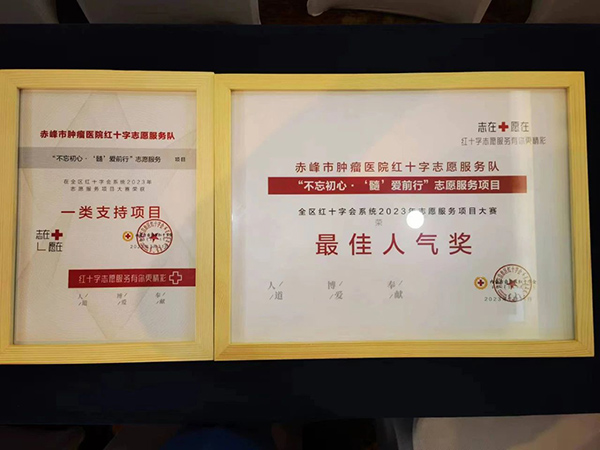 赤峰市肿瘤医院红十字志愿服务队
“不忘初心·‘髓’爱前行”志愿服务 项目
在全区红十字会系统2023年
志愿服务项目大赛荣获
一类支持项目
志在
愿在
红十字志愿服务有你更精彩
人道 博爱 奉献
志在 愿在
红十字志愿服务有你更精彩
赤峰市肿瘤医院红十字志愿服务队
“不忘初心·‘髓’爱前行”志愿服务项目
全区红十字会系统2023年志愿服务项目大赛
荣
最佳人气奖
人道 博爱 奉献